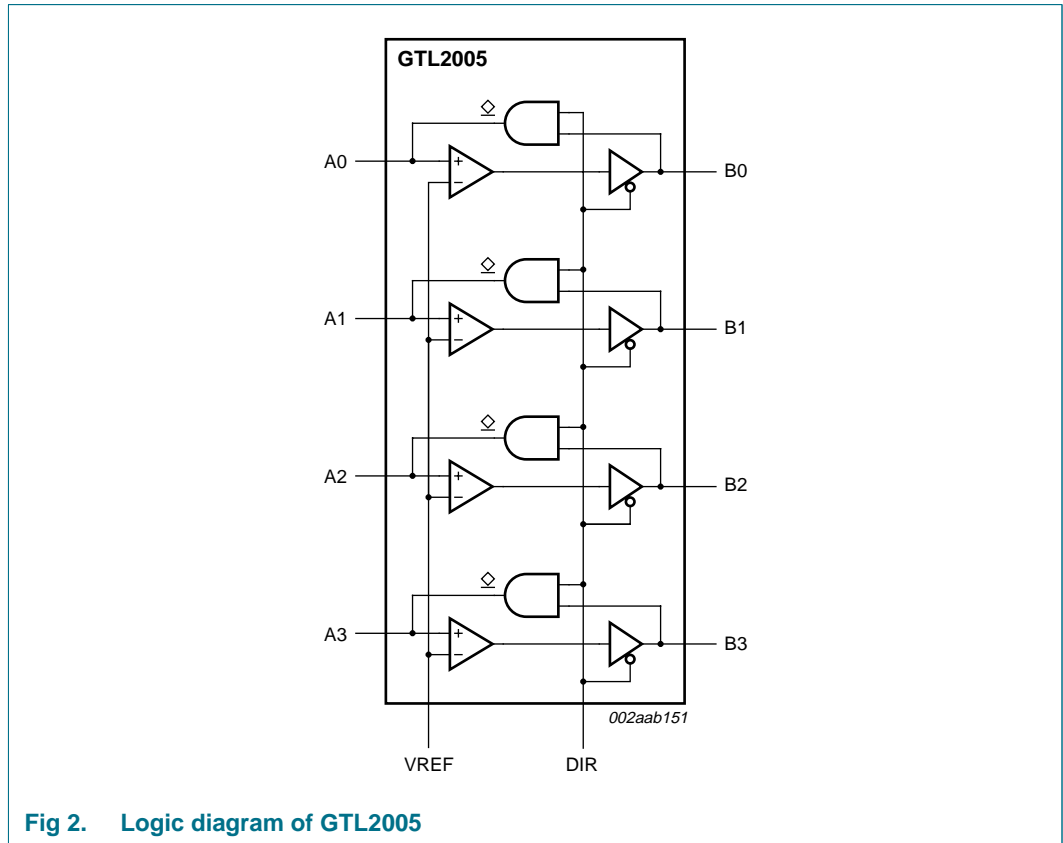 GTL2005
A0
+
−
B0
A1
+
−
B1
A2
+
−
B2
A3
+
−
B3
002aab151
VREF DIR
Fig 2. Logic diagram of GTL2005